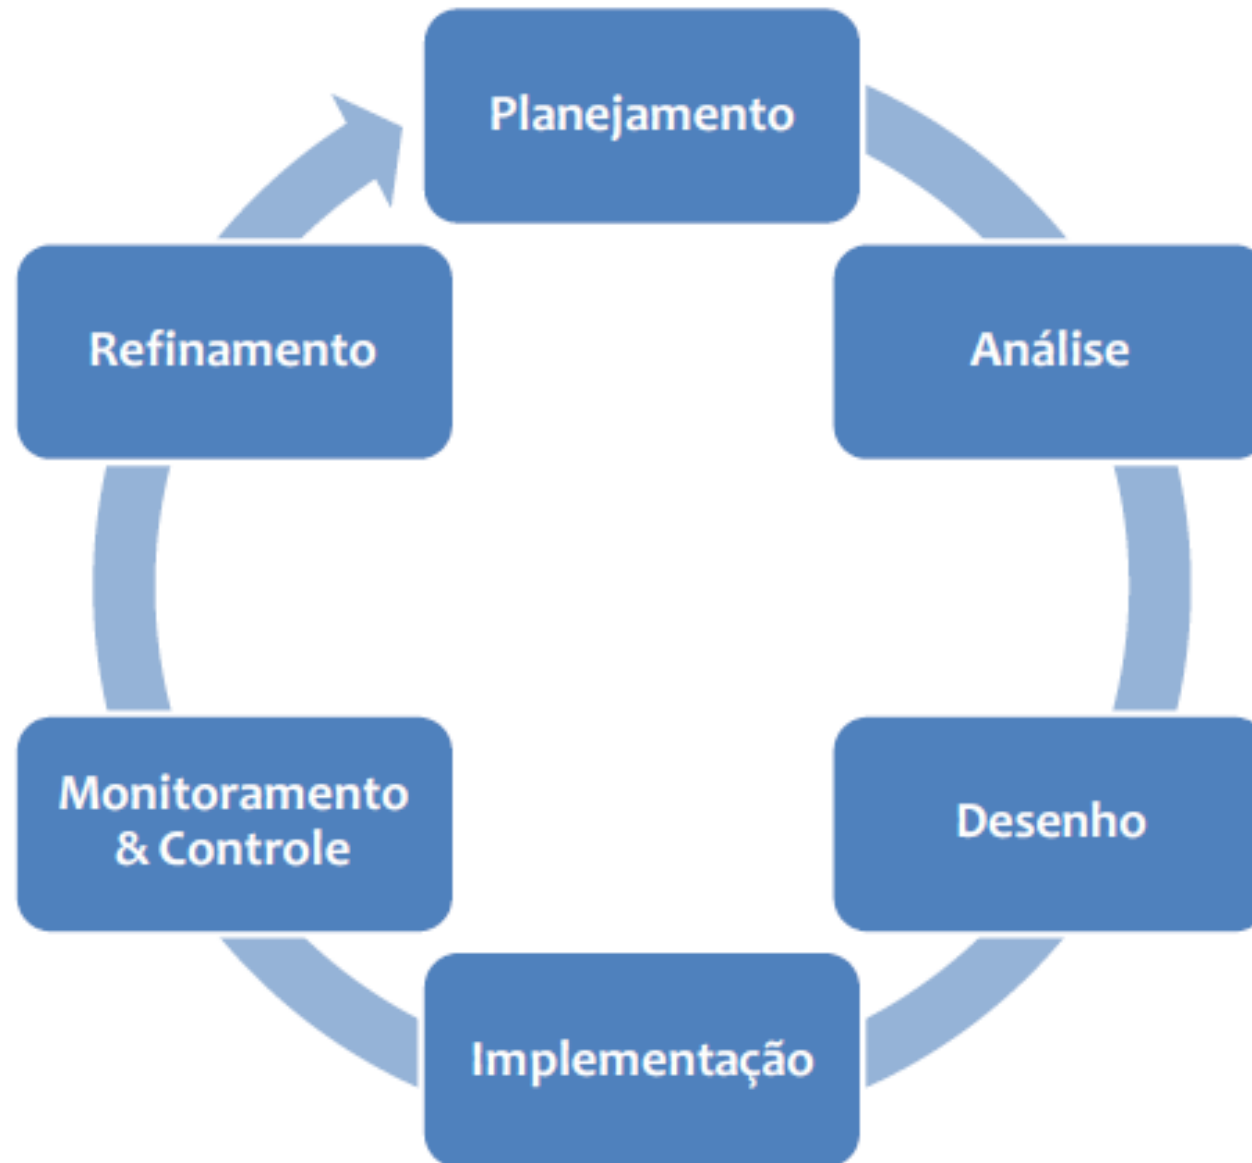 Planejamento
Análise
Desenho
Implementação
Monitoramento
& Controle
Refinamento